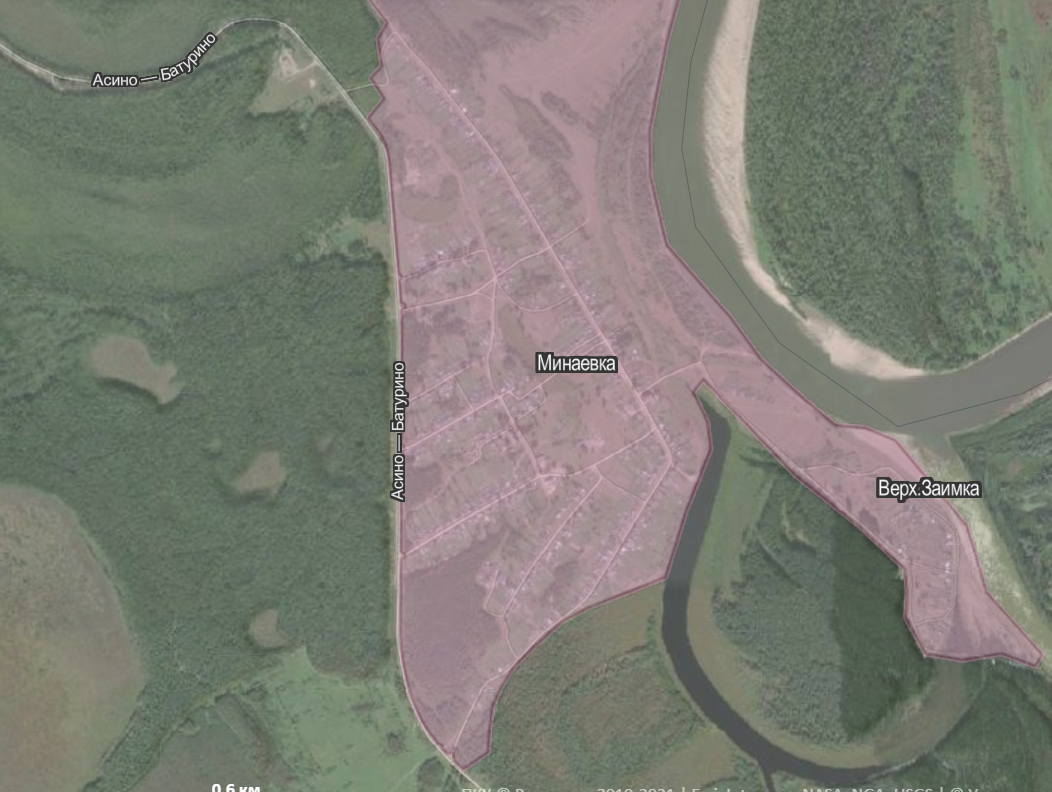 Асино — Батурино
Минаевка
Асино — Батурино
Верх.Заимка
0,6 км